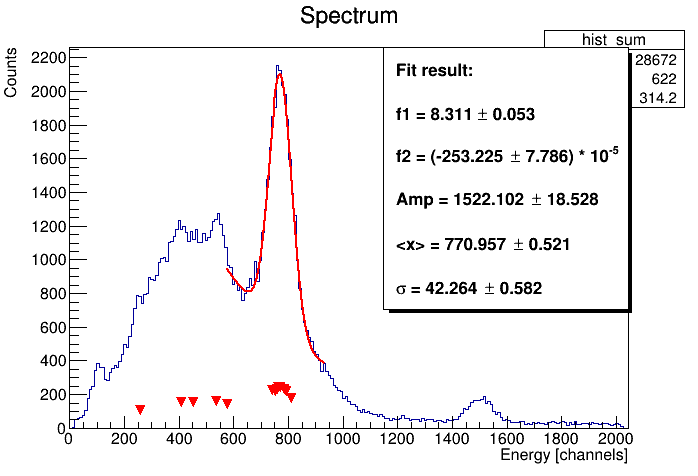 Spectrum
hist_sum
28672
622
314.2
Fit result:
f1 = 8.311 ± 0.053
f2 = (-253.225 ± 7.786) * 10⁻⁵
Amp = 1522.102 ± 18.528
<x> = 770.957 ± 0.521
σ = 42.264 ± 0.582
Counts
2200
2000
1800
1600
1400
1200
1000
800
600
400
200
0
0 200 400 600 800 1000 1200 1400 1600 1800 2000
Energy [channels]